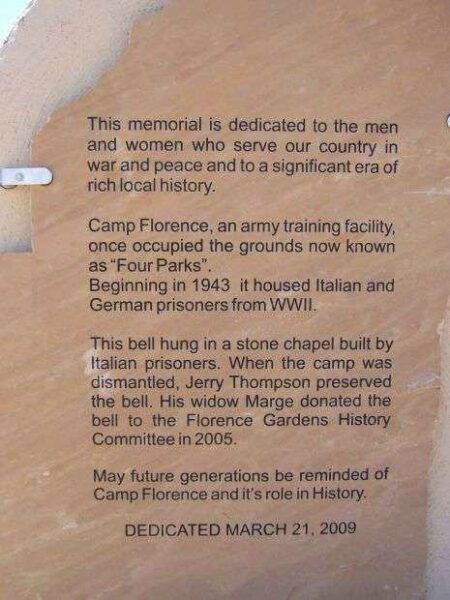 This memorial is dedicated to the men
and women who serve our country in
war and peace and to a significant era of
rich local history.
Camp Florence, an army training facility,
once occupied the grounds now known
as “Four Parks”.
Beginning in 1943 it housed Italian and
German prisoners from WWII.
This bell hung in a stone chapel built by
Italian prisoners. When the camp was
dismantled, Jerry Thompson preserved
the bell. His widow Marge donated the
bell to the Florence Gardens History
Committee in 2005.
May future generations be reminded of
Camp Florence and it's role in History.
DEDICATED MARCH 21, 2009